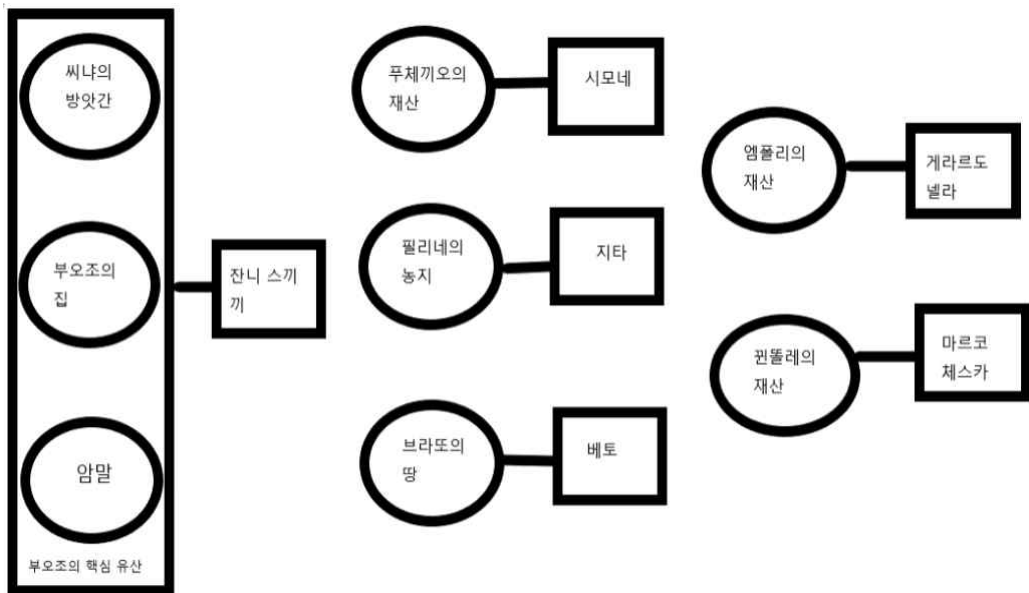 씨냐의
방앗간
부오조의
집
암말
부오조의 핵심 유산
잔니 스끼
끼
푸체끼오의
재산
시모네
필리네의
농지
지타
브라또의
땅
베토
엠폴리의
재산
게라르도
넬라
퓐똘레의
재산
마르코
체스카